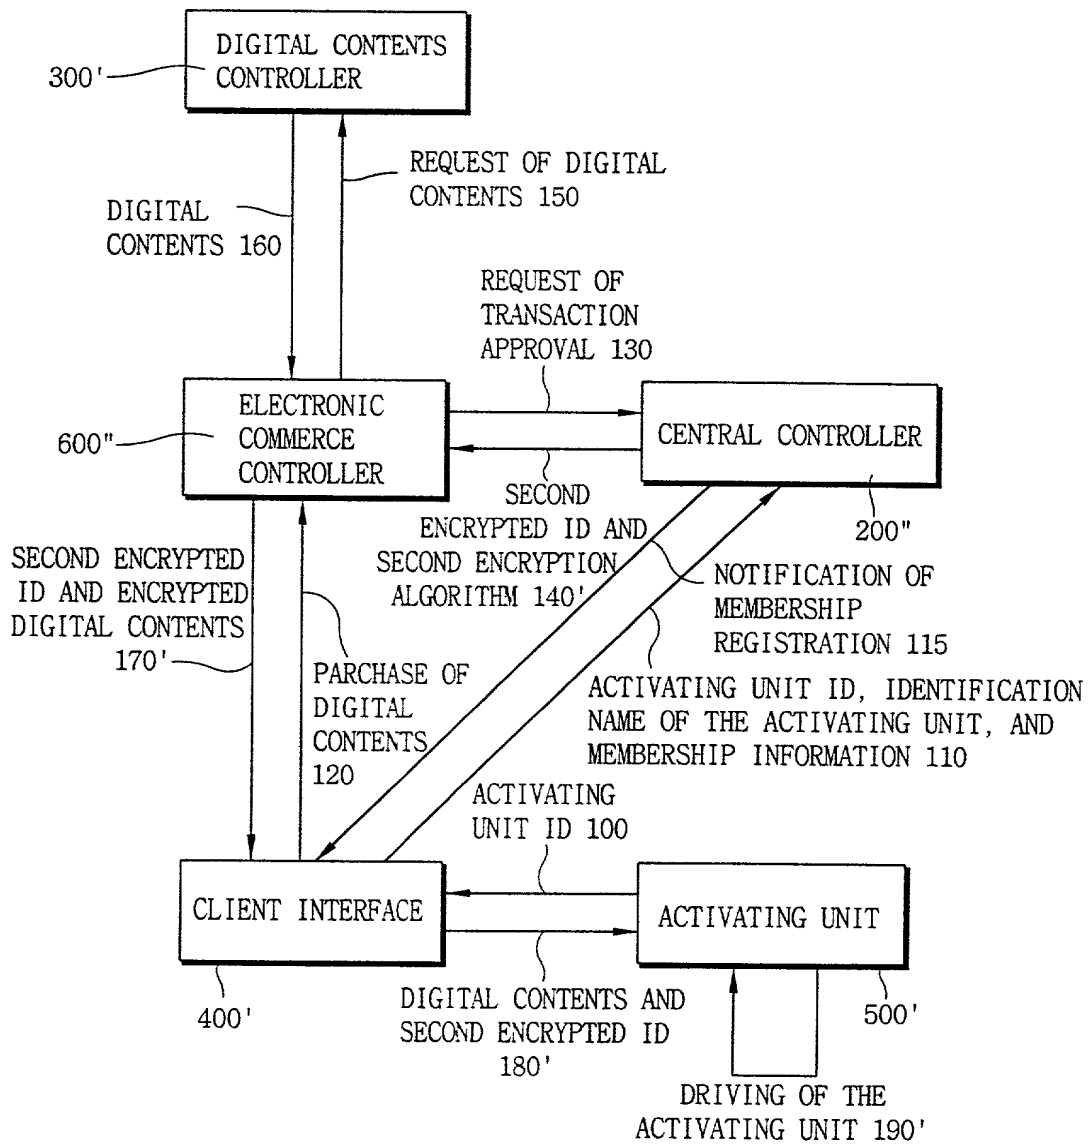 DIGITAL CONTENTS
CONTROLLER
300'
REQUEST OF DIGITAL
CONTENTS 150
DIGITAL
CONTENTS 160
REQUEST OF
TRANSACTION
APPROVAL 130
ELECTRONIC
COMMERCE
CONTROLLER
600"
CENTRAL CONTROLLER
200"
SECOND
ENCRYPTED ID AND
SECOND ENCRYPTION
ALGORITHM 140'
SECOND ENCRYPTED
ID AND ENCRYPTED
DIGITAL CONTENTS
170'
NOTIFICATION OF
MEMBERSHIP
REGISTRATION 115
PARCHASE OF
DIGITAL
CONTENTS
120
ACTIVATING UNIT ID, IDENTIFICATION
NAME OF THE ACTIVATING UNIT, AND
MEMBERSHIP INFORMATION 110
ACTIVATING
UNIT ID 100
CLIENT INTERFACE
400'
ACTIVATING UNIT
500'
DIGITAL CONTENTS AND
SECOND ENCRYPTED ID
180'
DRIVING OF THE
ACTIVATING UNIT 190'